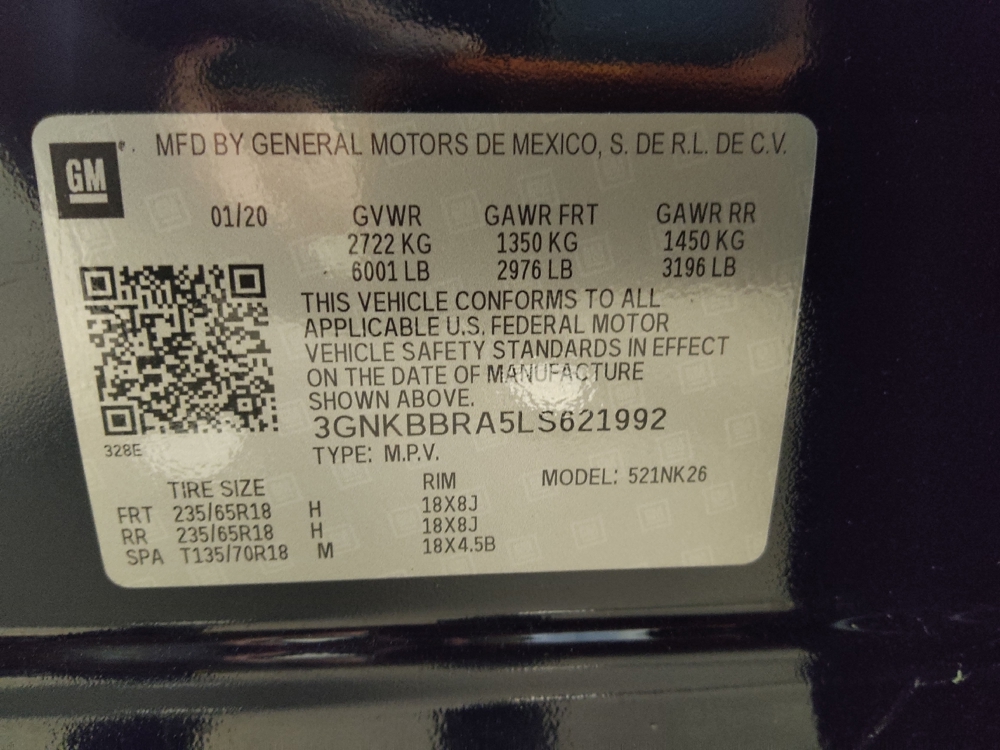 MFD BY GENERAL MOTORS DE MEXICO, S. DE R.L. DE C.V.
GM
01/20 GVWR GAWR FRT GAWR RR
2722 KG 1350 KG 1450 KG
6001 LB 2976 LB 3196 LB
THIS VEHICLE CONFORMS TO ALL
APPLICABLE U.S. FEDERAL MOTOR
VEHICLE SAFETY STANDARDS IN EFFECT
ON THE DATE OF MANUFACTURE
SHOWN ABOVE.
3GNKBBRA5LS621992
328E
TYPE: M.P.V.
TIRE SIZE RIM MODEL: 521NK26
FRT 235/65R18 H 18X8J
RR 235/65R18 H 18X8J
SPA T135/70R18 M 18X4.5B